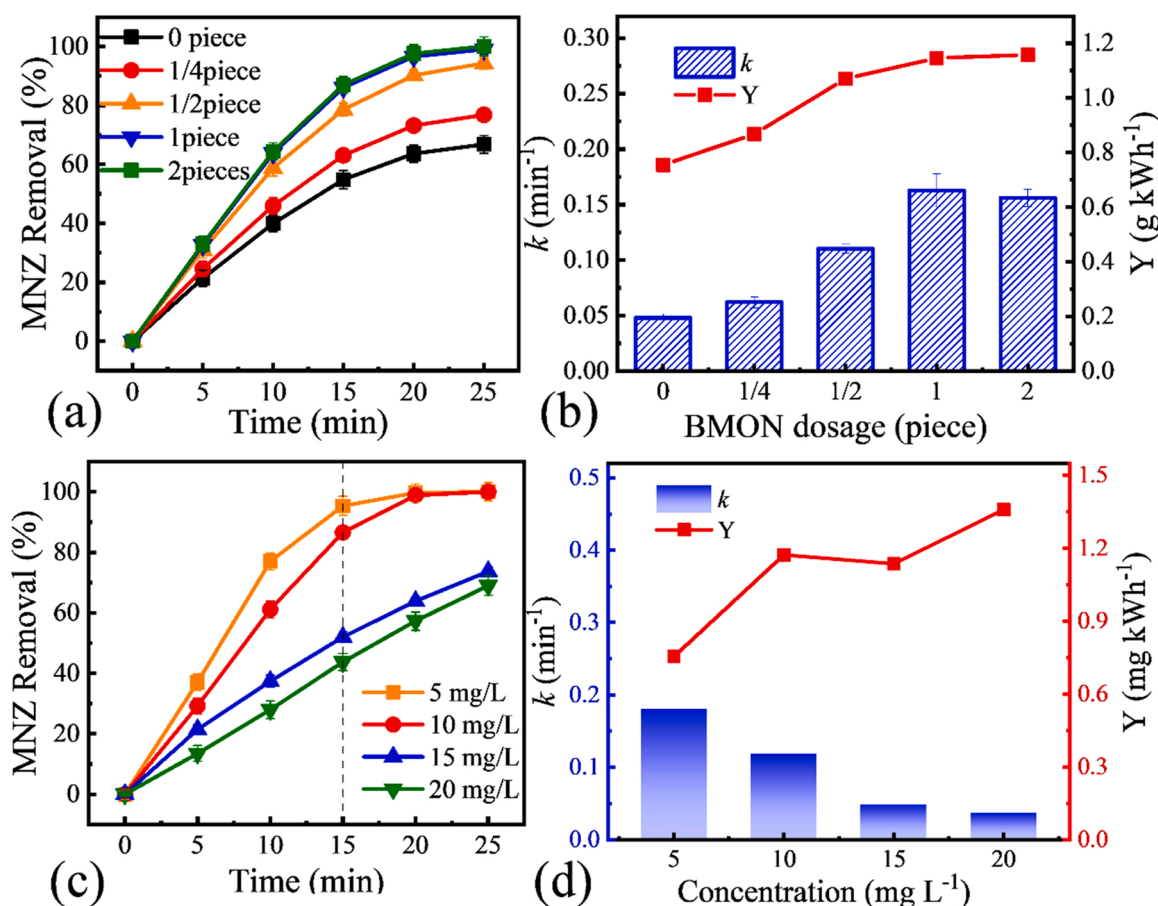 100
80
60
40
20
0
MNZ Removal (%)
0 piece
1/4piece
1/2piece
1piece
2pieces
0 5 10 15 20 25
Time (min)
(a)
0.30
0.25
0.20
0.15
0.10
0.05
0.00
k (min⁻¹)
k
Y
1.2
1.0
0.8
0.6
0.4
0.2
0.0
Y (g kWh⁻¹)
0 1/4 1/2 1 2
BMON dosage (piece)
(b)
100
80
60
40
20
0
MNZ Removal (%)
5 mg/L
10 mg/L
15 mg/L
20 mg/L
0 5 10 15 20 25
Time (min)
(c)
0.5
0.4
0.3
0.2
0.1
0.0
k (min⁻¹)
k
Y
1.5
1.2
0.9
0.6
0.3
0.0
Y (mg kWh⁻¹)
5 10 15 20
Concentration (mg L⁻¹)
(d)